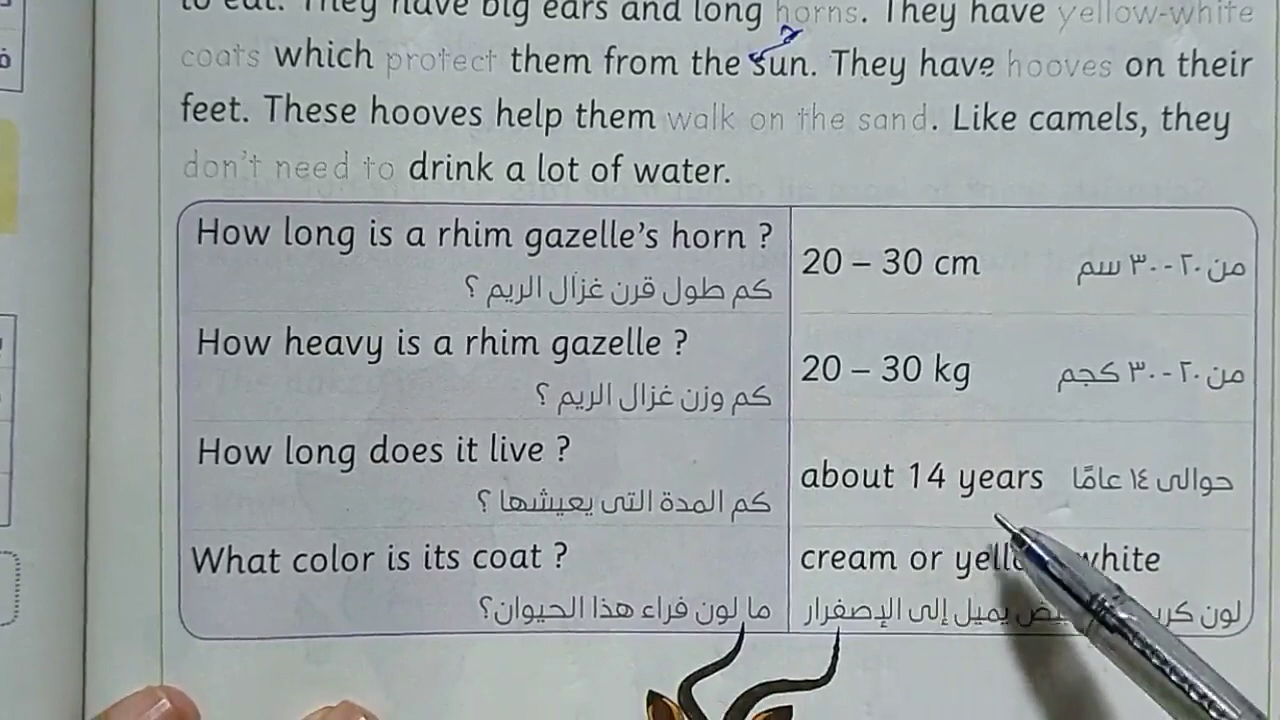 to eat. They have big ears and long horns. They have yellow-white
coats which protect them from the sun. They have hooves on their
feet. These hooves help them walk on the sand. Like camels, they
don't need to drink a lot of water.
How long is a rhim gazelle's horn ?
كم طول قرن غزال الريم ؟
20 – 30 cm من ٢٠ - ٣٠ سم
How heavy is a rhim gazelle ?
كم وزن غزال الريم ؟
20 – 30 kg من ٢٠ - ٣٠ كجم
How long does it live ?
كم المدة التى يعيشها ؟
about 14 years حوالى ١٤ عامًا
What color is its coat ?
ما لون فراء هذا الحيوان؟
cream or white
لون يميل إلى الإصفرار